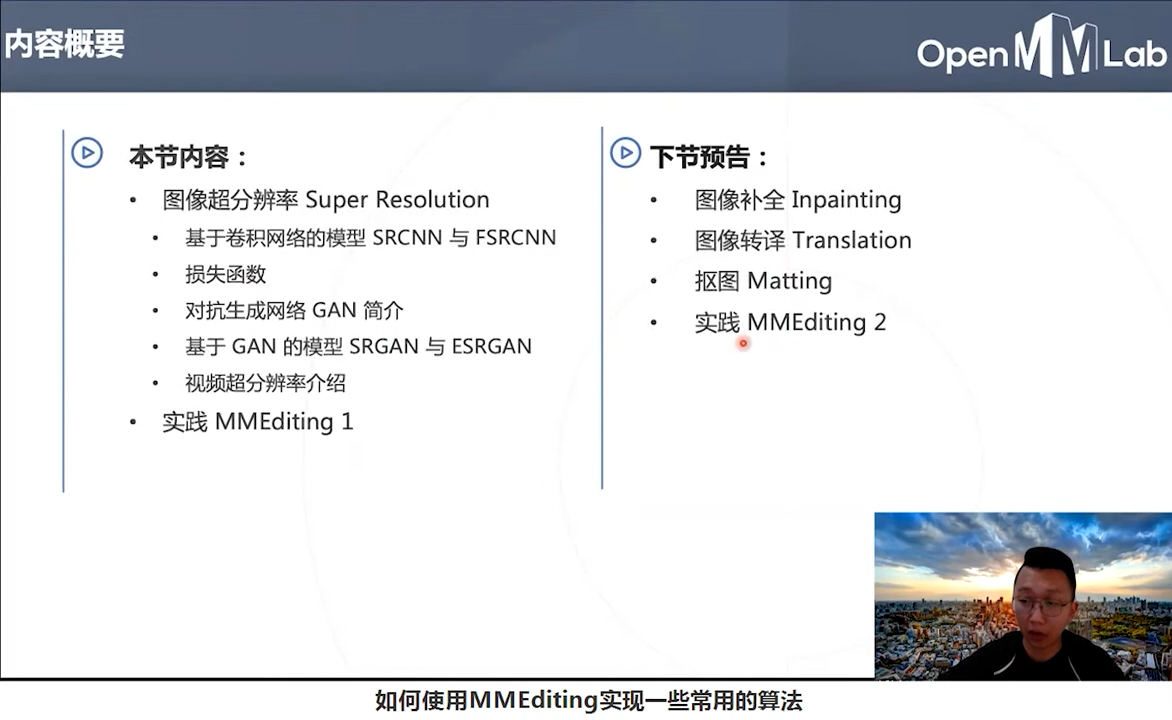 内容概要
OpenMMLab
本节内容：
• 图像超分辨率 Super Resolution
• 基于卷积网络的模型 SRCNN 与 FSRCNN
• 损失函数
• 对抗生成网络 GAN 简介
• 基于 GAN 的模型 SRGAN 与 ESRGAN
• 视频超分辨率介绍
• 实践 MMEditing 1
下节预告：
• 图像补全 Inpainting
• 图像转译 Translation
• 抠图 Matting
• 实践 MMEditing 2
如何使用MMEditing实现一些常用的算法